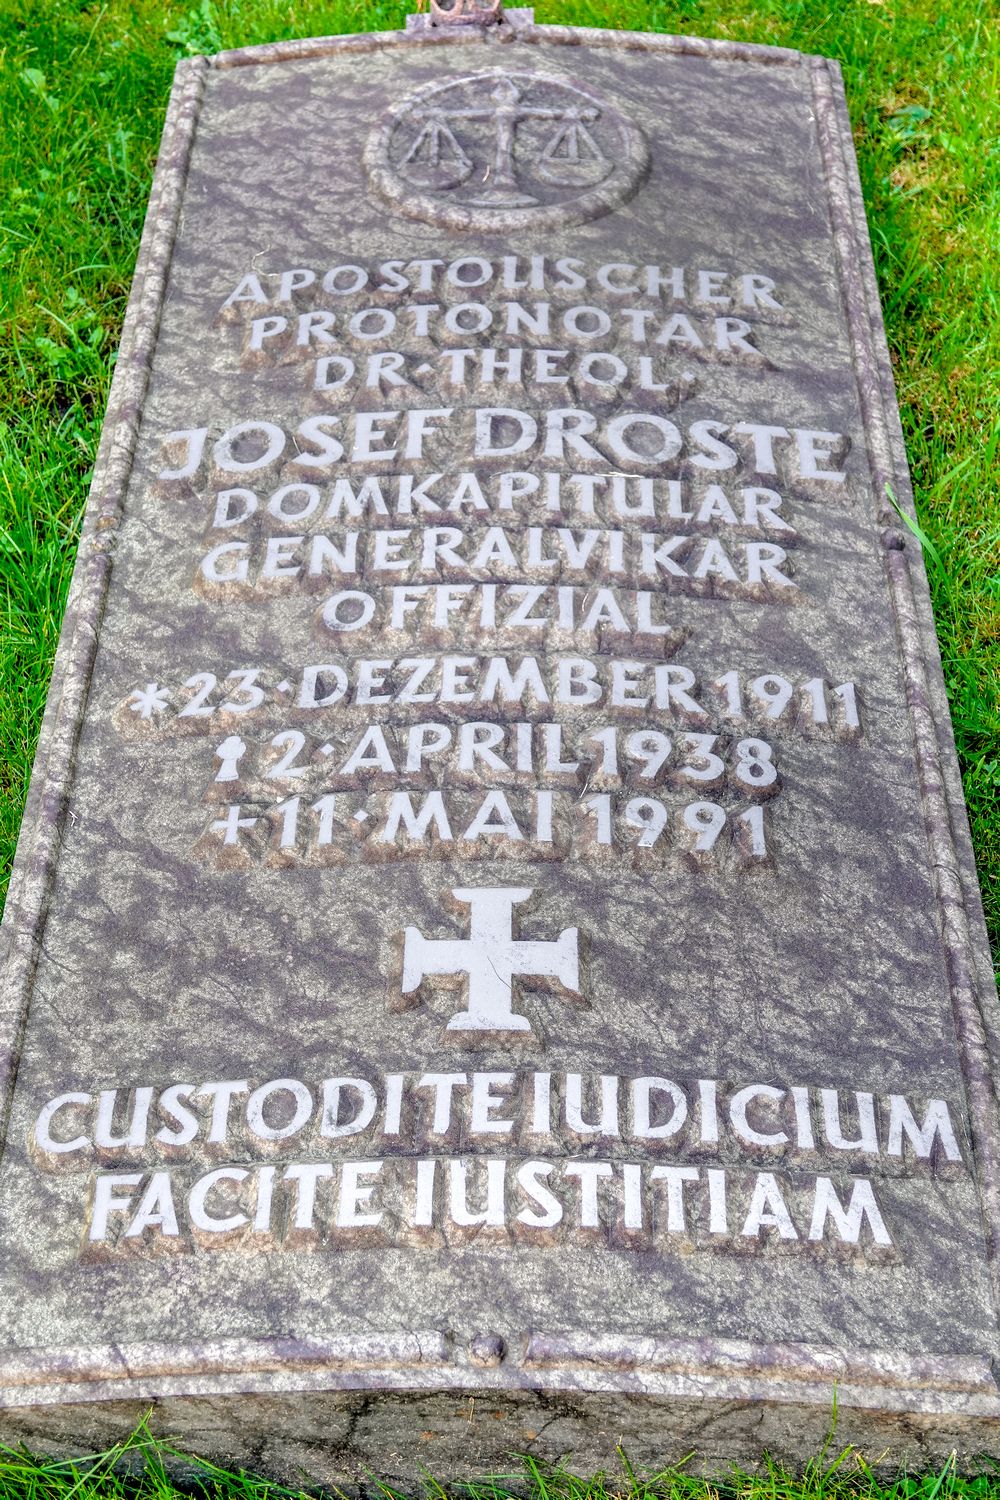 APOSTOLISCHER
PROTONOTAR
DR·THEOL·
JOSEF DROSTE
DOMKAPITULAR
GENERALVIKAR
OFFIZIAL
*23·DEZEMBER 1911
2·APRIL 1938
+11·MAI 1991
CUSTODITE IUDICIUM
FACITE IUSTITIAM